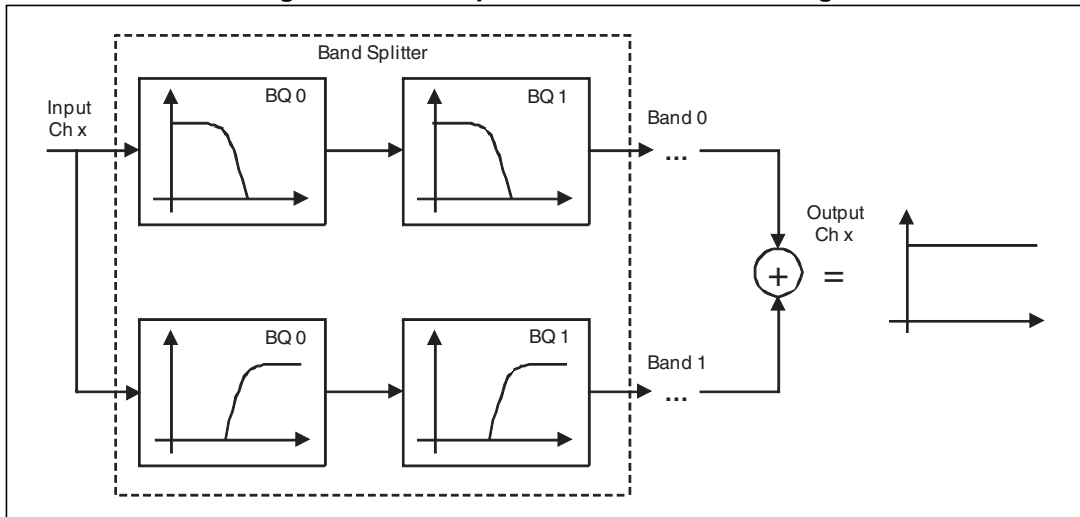 Band Splitter
Input
Ch x
BQ 0
BQ 1
Band 0
...
Output
Ch x
+
=
BQ 0
BQ 1
Band 1
...